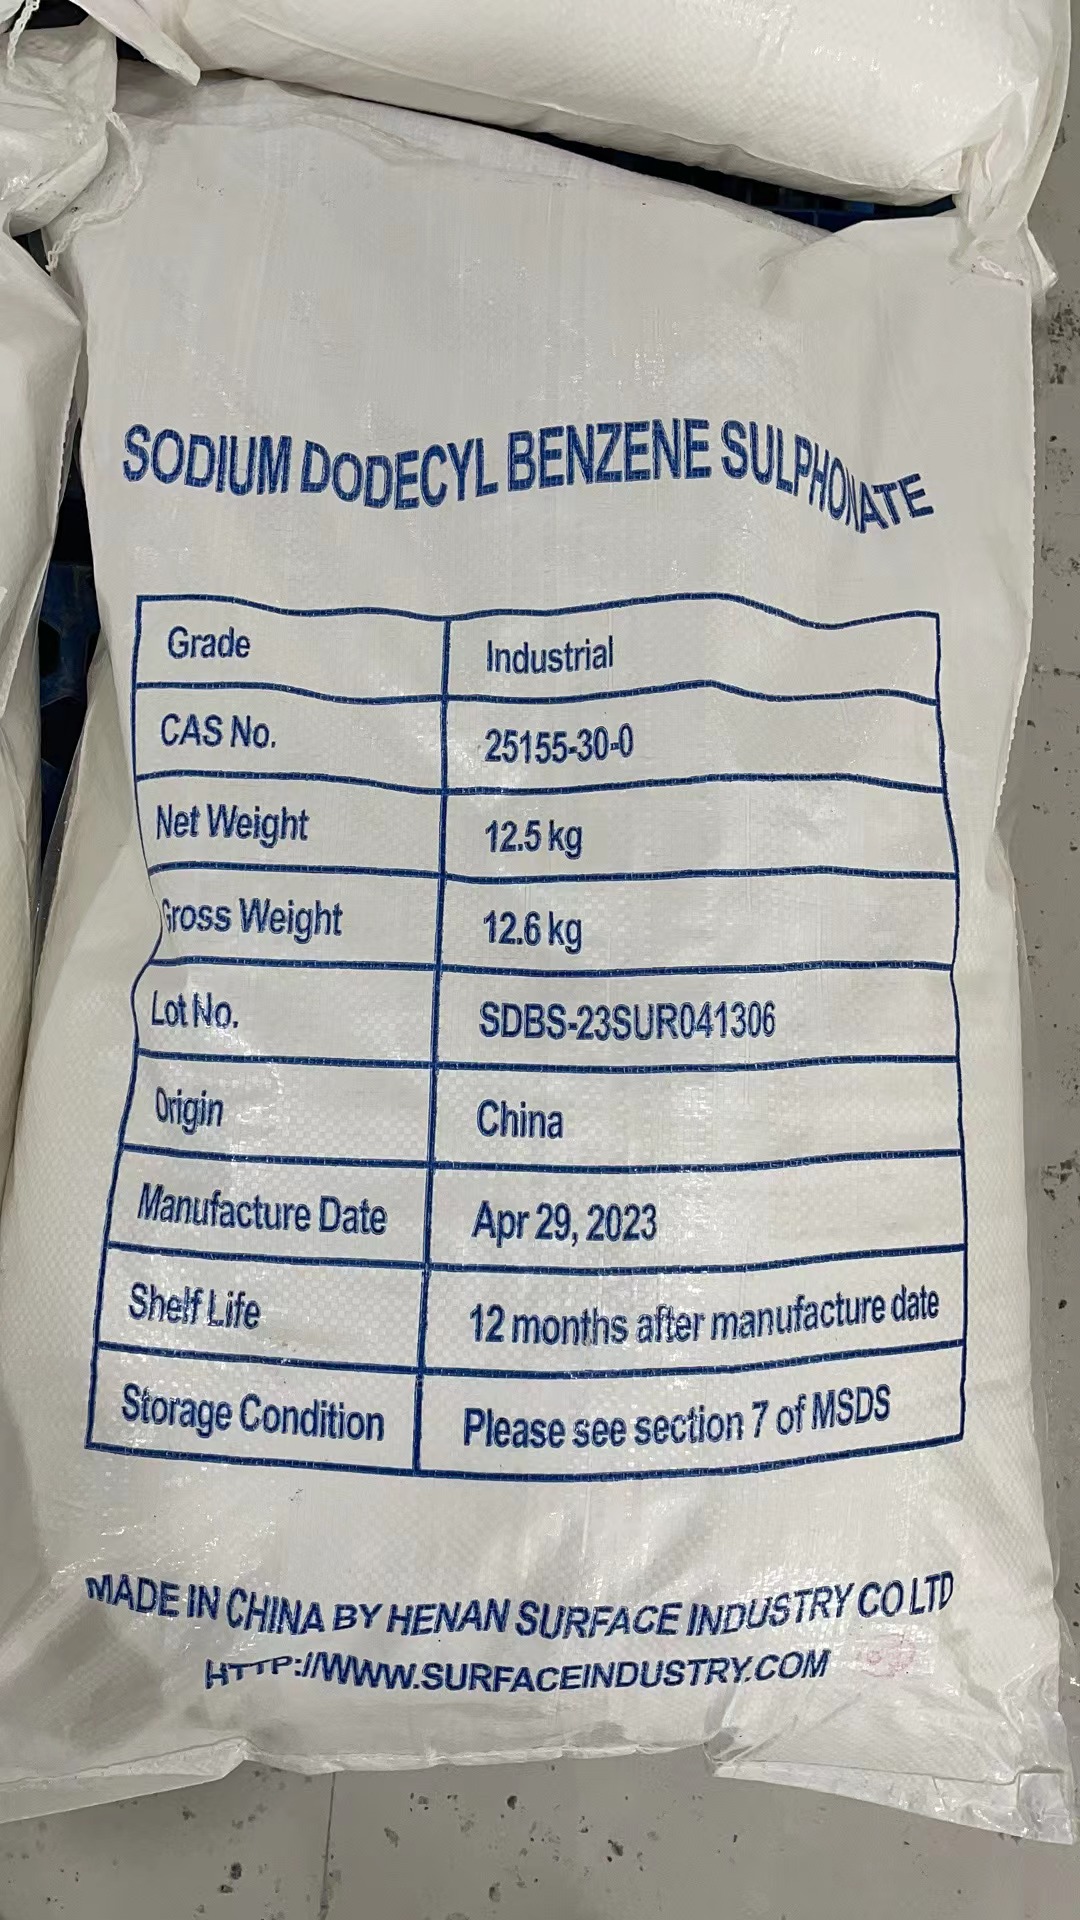 SODIUM DODECYL BENZENE SULPHONATE
Grade Industrial
CAS No. 25155-30-0
Net Weight 12.5 kg
Gross Weight 12.6 kg
Lot No. SDBS-23SUR041306
Origin China
Manufacture Date Apr 29, 2023
Shelf Life 12 months after manufacture date
Storage Condition Please see section 7 of MSDS
MADE IN CHINA BY HENAN SURFACE INDUSTRY CO LTD
HTTP://WWW.SURFACEINDUSTRY.COM